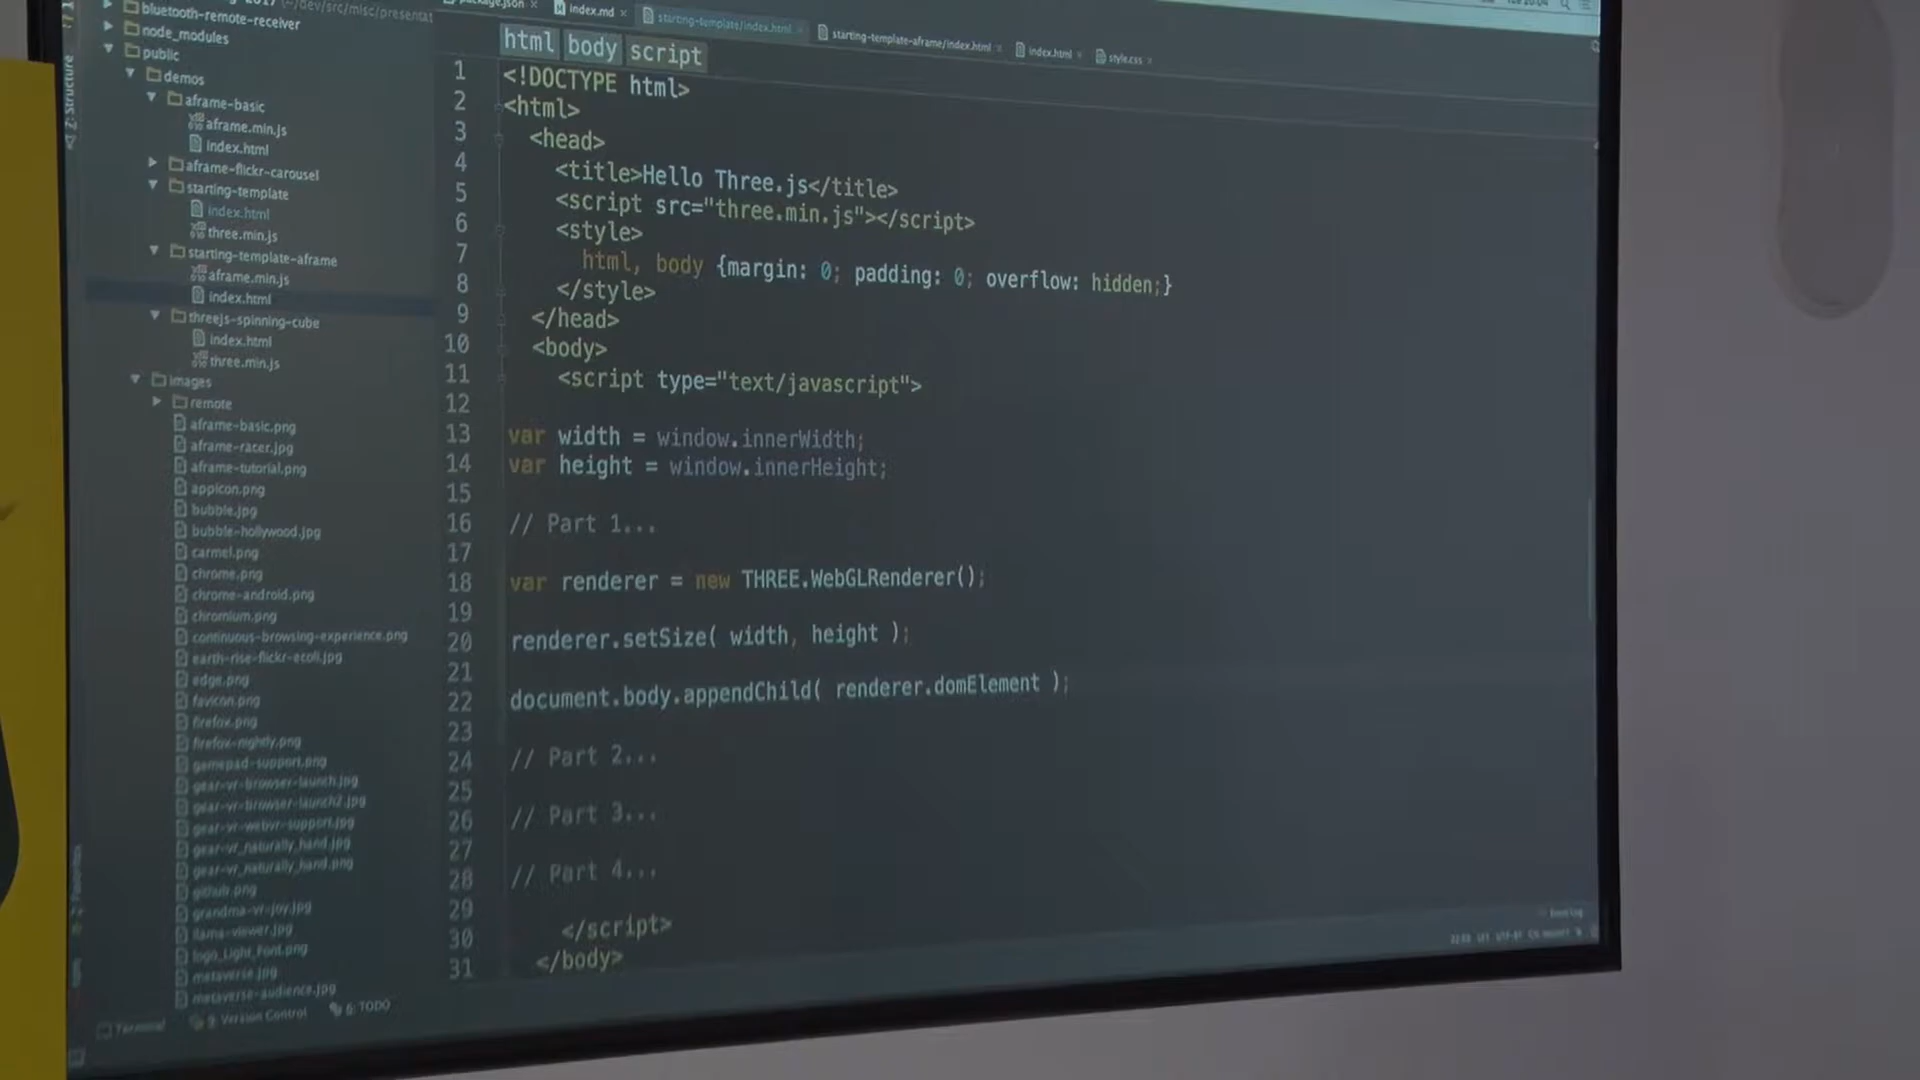 bluetooth-remote-receiver
node_modules
public
demos
aframe-basic
aframe.min.js
index.html
aframe-flickr-carousel
starting-template
index.html
three.min.js
starting-template-aframe
aframe.min.js
index.html
threejs-spinning-cube
index.html
three.min.js
images
remote
aframe-basic.png
aframe-racer.jpg
aframe-tutorial.png
appicon.png
bubble.jpg
bubble-hollywood.jpg
carmel.png
chrome.png
chrome-android.png
chromium.png
continuous-browsing-experience.png
earth-rise-flickr-ecoli.jpg
edge.png
favicon.png
firefox.png
firefox-nightly.png
gamepad-support.png
gear-vr-browser-launch.jpg
gear-vr-browser-launch2.jpg
gear-vr-webvr-support.jpg
gear-vr_naturally_hand.jpg
gear-vr_naturally_hand.png
github.png
grandma-vr-joy.jpg
llama-viewer.jpg
logo_Light_Font.png
metaverse.jpg
metaverse-audience.jpg
Terminal 9: Version Control 6: TODO
Z: Structure
2: Favorites
package.json index.md starting-template/index.html starting-template-aframe/index.html index.html style.css
html body script
1 <!DOCTYPE html>
2 <html>
3 <head>
4 <title>Hello Three.js</title>
5 <script src="three.min.js"></script>
6 <style>
7 html, body {margin: 0; padding: 0; overflow: hidden;}
8 </style>
9 </head>
10 <body>
11 <script type="text/javascript">
12
13 var width = window.innerWidth;
14 var height = window.innerHeight;
15
16 // Part 1...
17
18 var renderer = new THREE.WebGLRenderer();
19
20 renderer.setSize( width, height );
21
22 document.body.appendChild( renderer.domElement );
23
24 // Part 2...
25
26 // Part 3...
27
28 // Part 4...
29
30 </script>
31 </body>
Event Log